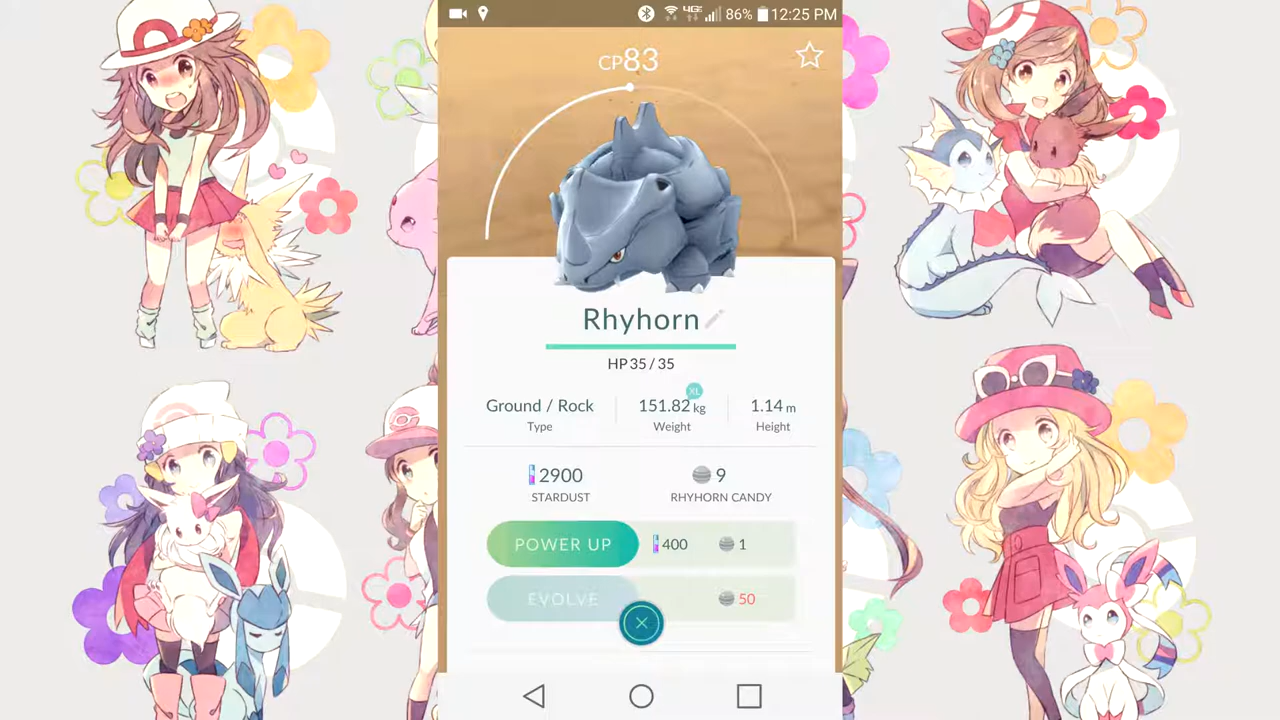 4G 86% 12:25 PM
CP83
Rhyhorn
HP 35 / 35
XL
Ground / Rock 151.82 kg 1.14 m
Type Weight Height
2900 9
STARDUST RHYHORN CANDY
POWER UP 400 1
EVOLVE 50